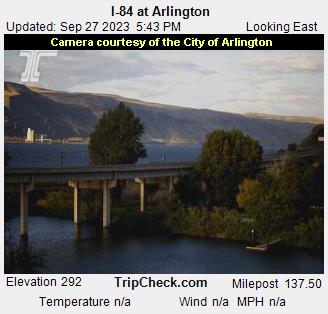 I-84 at Arlington
Updated: Sep 27 2023 5:43 PM Looking East
Camera courtesy of the City of Arlington
Elevation 292 TripCheck.com Milepost 137.50
Temperature n/a Wind n/a MPH n/a